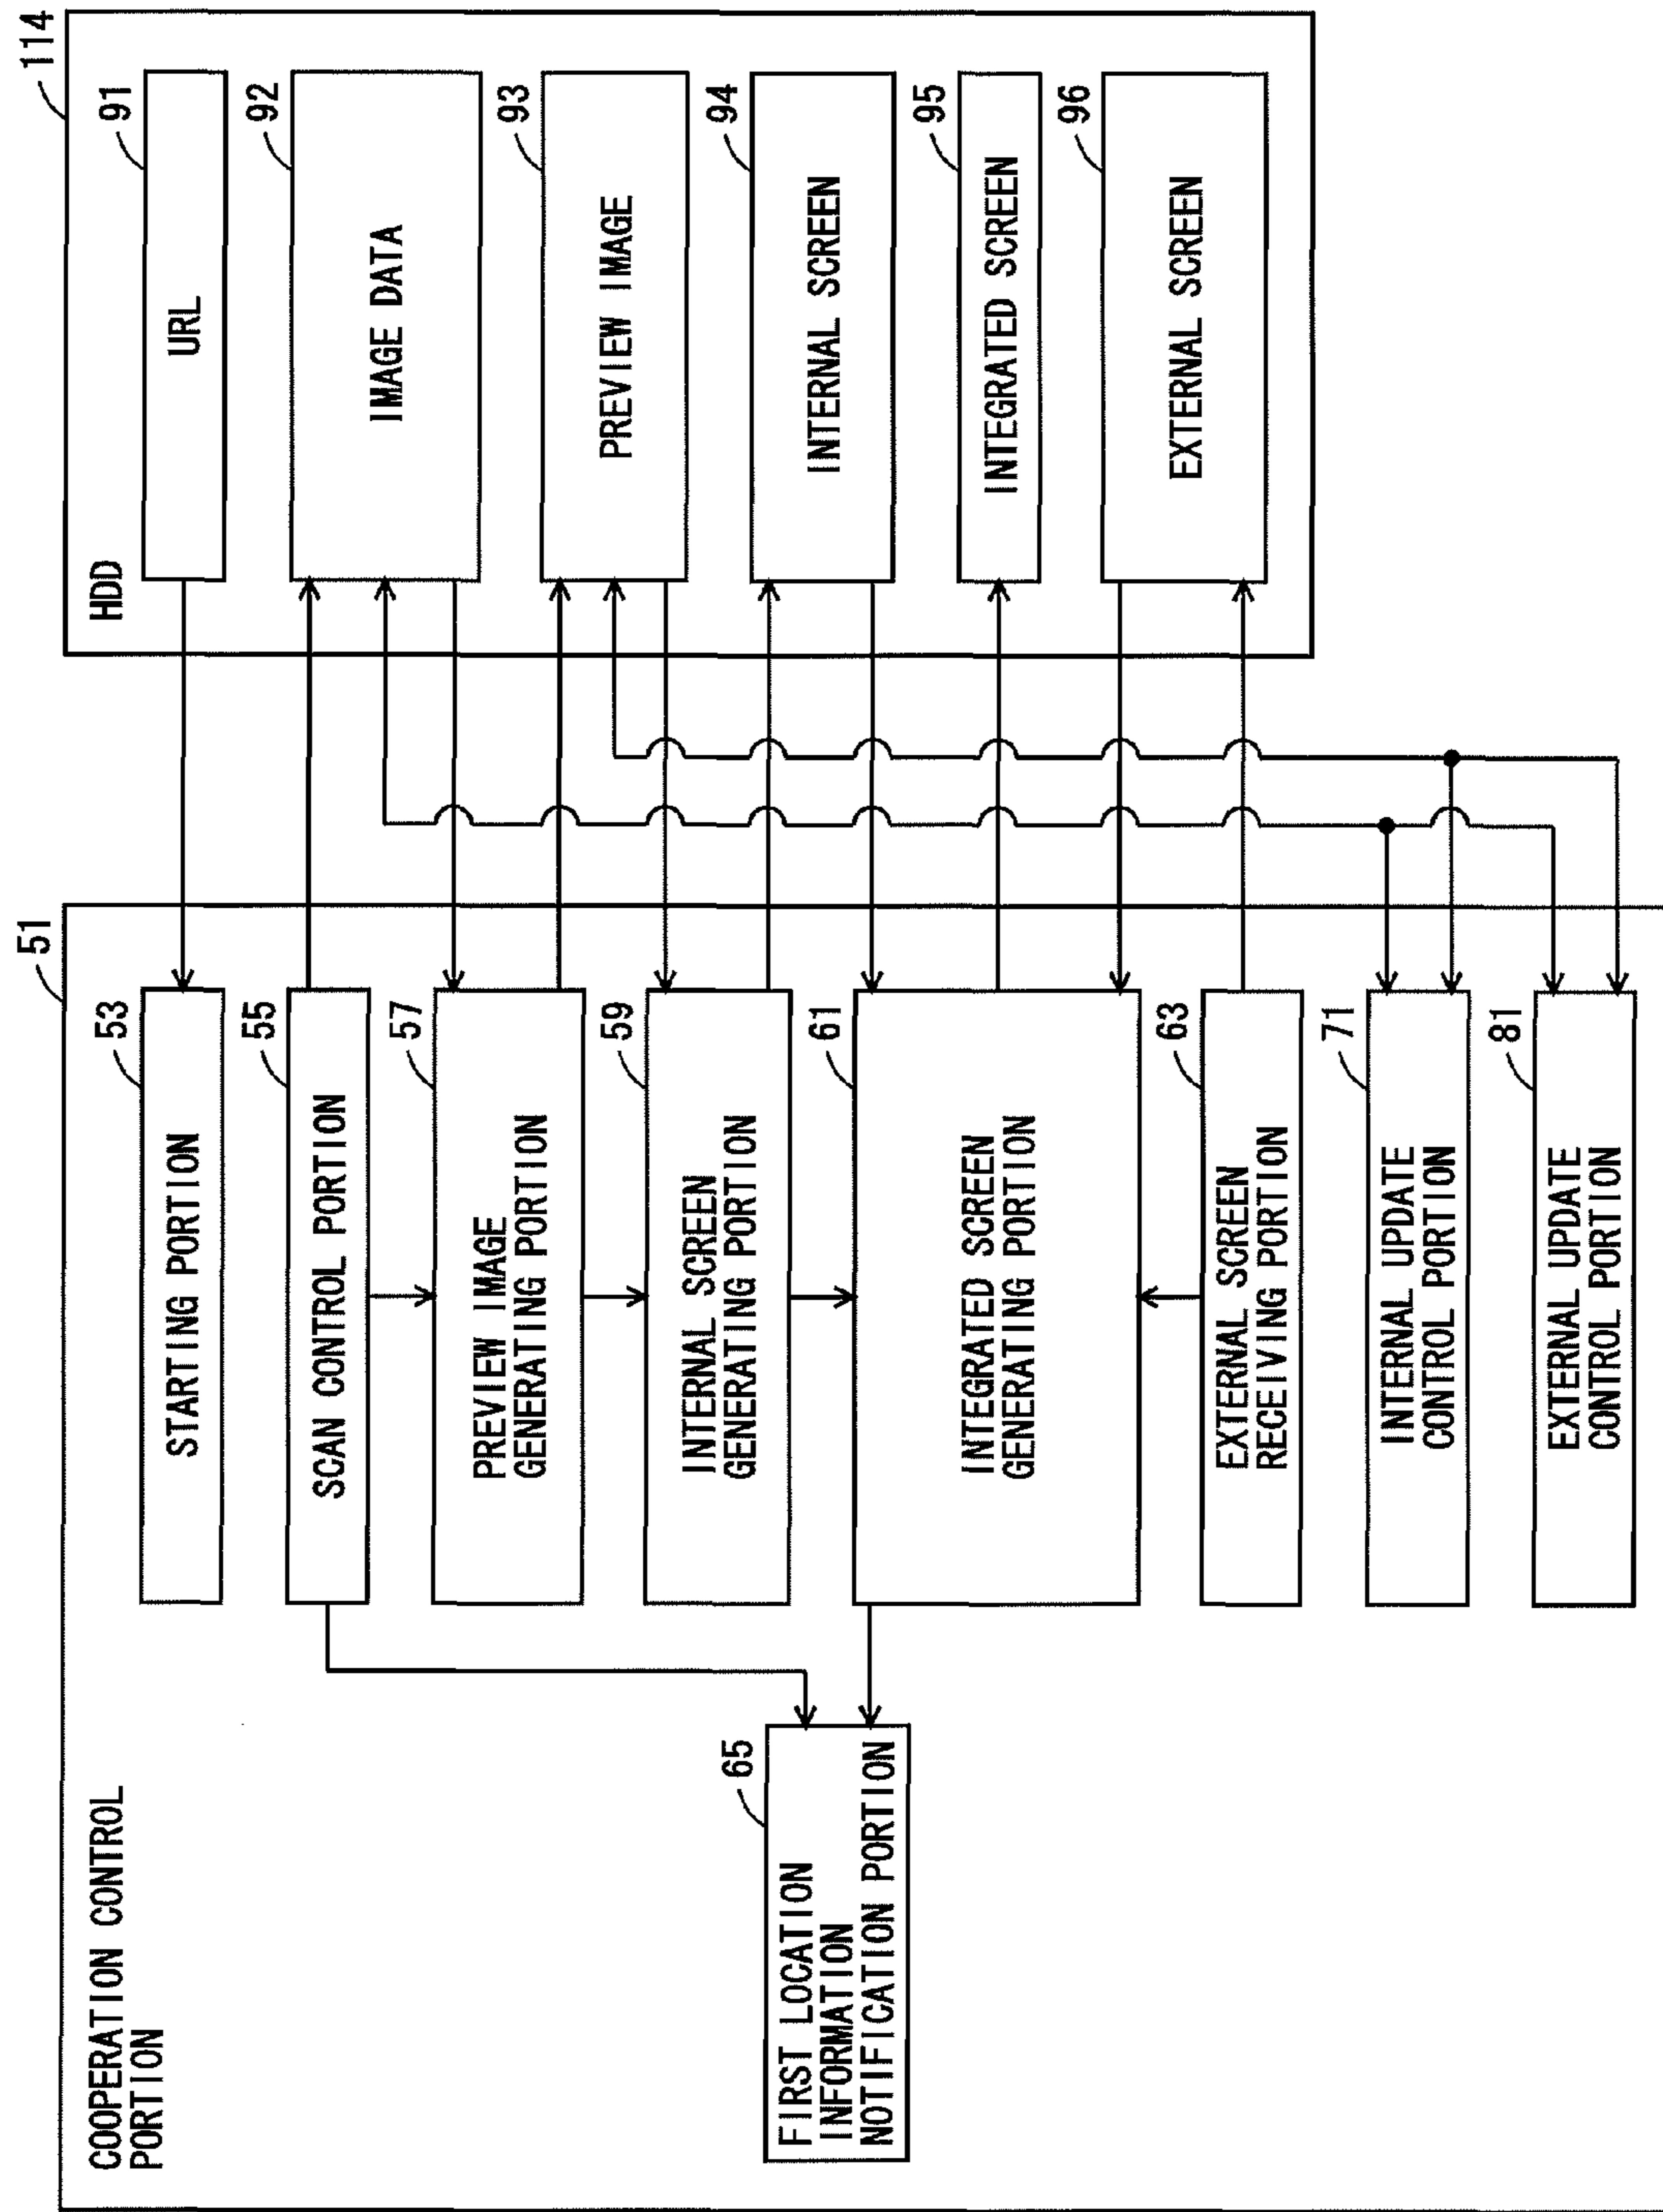 COOPERATION CONTROL
PORTION
51
STARTING PORTION
53
SCAN CONTROL PORTION
55
PREVIEW IMAGE
GENERATING PORTION
57
INTERNAL SCREEN
GENERATING PORTION
59
INTEGRATED SCREEN
GENERATING PORTION
61
EXTERNAL SCREEN
RECEIVING PORTION
63
FIRST LOCATION
INFORMATION
NOTIFICATION PORTION
65
INTERNAL UPDATE
CONTROL PORTION
71
EXTERNAL UPDATE
CONTROL PORTION
81
HDD
114
URL
91
IMAGE DATA
92
PREVIEW IMAGE
93
INTERNAL SCREEN
94
INTEGRATED SCREEN
95
EXTERNAL SCREEN
96